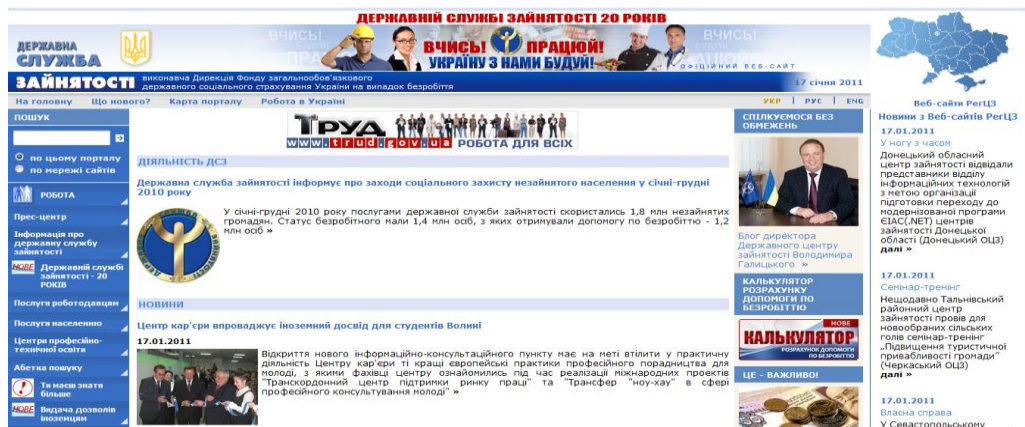 ДЕРЖАВНІЙ СЛУЖБІ ЗАЙНЯТОСТІ 20 РОКІВ
ДЕРЖАВНА
СЛУЖБА
ЗАЙНЯТОСТІ
ВЧИСЬ!
ВЧИСЬ! ПРАЦЮЙ!
УКРАЇНУ З НАМИ БУДУЙ!
ВЧИСЬ!
ОФІЦІЙНИЙ ВЕБ-САЙТ
виконавча Дирекція Фонду загальнообов'язкового
державного соціального страхування України на випадок безробіття
17 січня 2011
На головну Що нового? Карта порталу Робота в Україні
УКР | РУС | ENG
ПОШУК
по цьому порталу
по мережі сайтів
РОБОТА
Прес-центр
Інформація про
державну службу
зайнятості
НОВЕ Державній службі
зайнятості - 20
РОКІВ
Послуги роботодавцям
Послуги населенню
Центри професійно-
технічної освіти
Абетка пошуку
Ти маєш знати
більше
НОВЕ Видача дозволів
іноземцям
ТРУД
www.trud.gov.ua РОБОТА ДЛЯ ВСІХ
ДІЯЛЬНІСТЬ ДСЗ
Державна служба зайнятості інформує про заходи соціального захисту незайнятого населення у січні-грудні
2010 року
У січні-грудні 2010 року послугами державної служби зайнятості скористались 1,8 млн незайнятих
громадян. Статус безробітного мали 1,4 млн осіб, з яких отримували допомогу по безробіттю - 1,2
млн осіб »
НОВИНИ
Центр кар'єри впроваджує іноземний досвід для студентів Волині
17.01.2011
Відкриття нового інформаційно-консультаційного пункту має на меті втілити у практичну
діяльність Центру кар'єри ті кращі європейські практики професійного порадництва для
молоді, з якими фахівці центру ознайомились під час реалізації міжнародних проектів
"Транскордонний центр підтримки ринку праці" та "Трансфер "ноу-хау" в сфері
професійного консультування молоді" »
СПІЛКУЄМОСЯ БЕЗ
ОБМЕЖЕНЬ
Блог директора
Державного центру
зайнятості Володимира
Галицького »
КАЛЬКУЛЯТОР
РОЗРАХУНКУ
ДОПОМОГИ ПО
БЕЗРОБІТТЮ
НОВЕ
КАЛЬКУЛЯТОР
РОЗРАХУНОК ДОПОМОГИ
ПО БЕЗРОБІТТЮ
ЦЕ - ВАЖЛИВО!
Веб-сайти РегЦЗ
Новини з Веб-сайтів РегЦЗ
17.01.2011
У ногу з часом
Донецький обласний
центр зайнятості відвідали
представники відділу
інформаційних технологій
з метою організації
підготовки переходу до
модернізованої програми
ЄІАС(.NET) центрів
зайнятості Донецької
області (Донецький ОЦЗ)
далі »
17.01.2011
Семінар-тренінг
Нещодавно Тальнівський
районний центр
зайнятості провів для
новообраних сільських
голів семінар-тренінг
„Підвищення туристичної
привабливості громади"
(Черкаський ОЦЗ)
далі »
17.01.2011
Власна справа
У Севастопольському